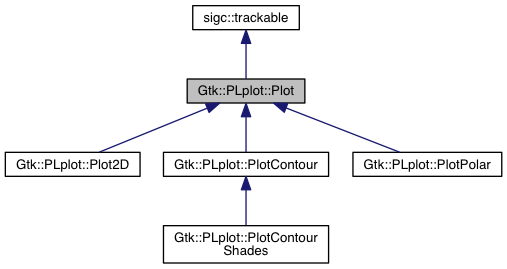 sigc::trackable
Gtk::PLplot::Plot
Gtk::PLplot::Plot2D
Gtk::PLplot::PlotContour
Gtk::PLplot::PlotPolar
Gtk::PLplot::PlotContour
Shades